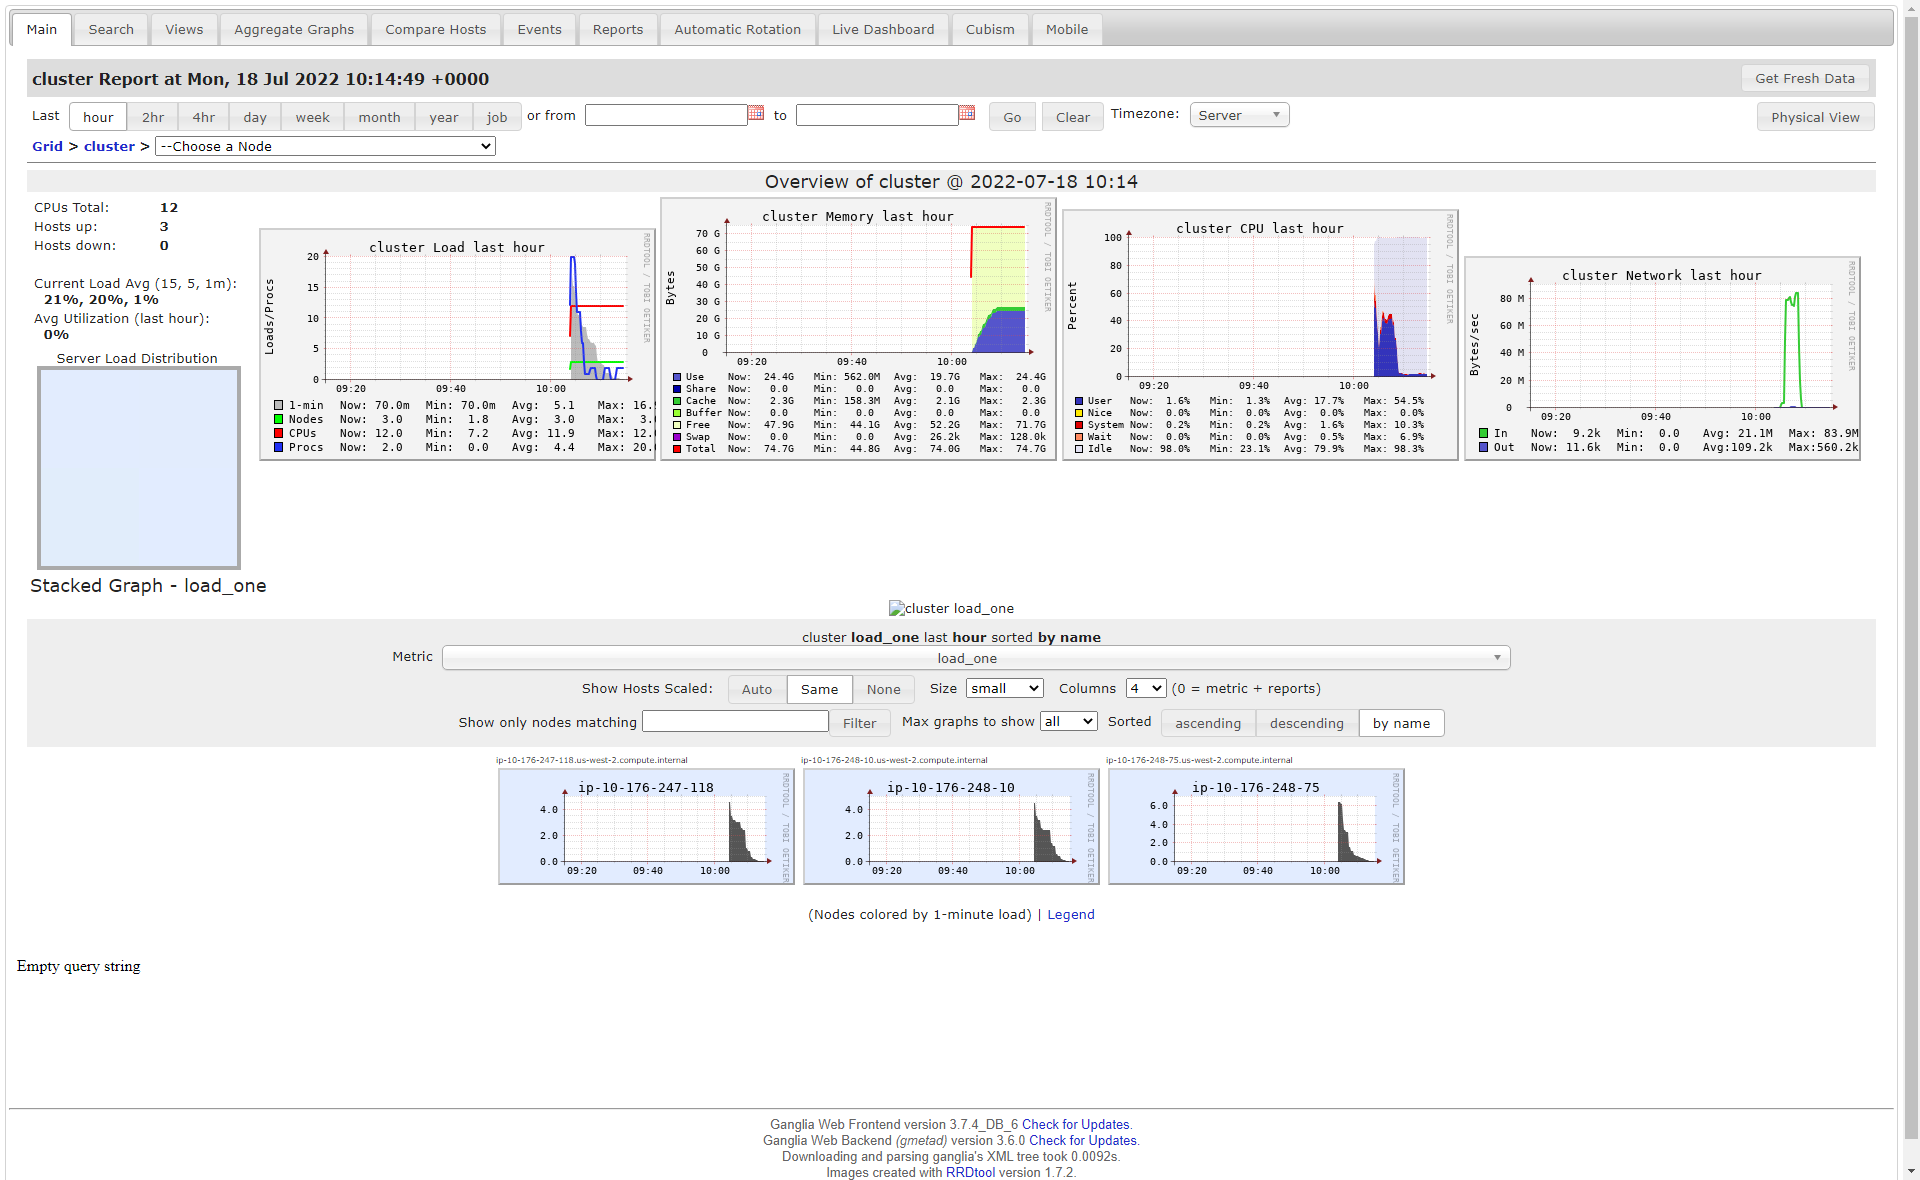 Main Search Views Aggregate Graphs Compare Hosts Events Reports Automatic Rotation Live Dashboard Cubism Mobile
cluster Report at Mon, 18 Jul 2022 10:14:49 +0000 Get Fresh Data
Last hour 2hr 4hr day week month year job or from to Go Clear Timezone: Server Physical View
Grid > cluster > --Choose a Node
Overview of cluster @ 2022-07-18 10:14
CPUs Total: 12
Hosts up: 3
Hosts down: 0
Current Load Avg (15, 5, 1m):
21%, 20%, 1%
Avg Utilization (last hour):
0%
Server Load Distribution
cluster Load last hour
Loads/Procs
20
15
10
5
0
09:20 09:40 10:00
1-min Now: 70.0m Min: 70.0m Avg: 5.1 Max: 16.
Nodes Now: 3.0 Min: 1.8 Avg: 3.0 Max: 3.
CPUs Now: 12.0 Min: 7.2 Avg: 11.9 Max: 12.
Procs Now: 2.0 Min: 0.0 Avg: 4.4 Max: 20.
RRDTOOL / TOBI OETIKER
cluster Memory last hour
Bytes
70 G
60 G
50 G
40 G
30 G
20 G
10 G
0
09:20 09:40 10:00
Use Now: 24.4G Min: 562.0M Avg: 19.7G Max: 24.4G
Share Now: 0.0 Min: 0.0 Avg: 0.0 Max: 0.0
Cache Now: 2.3G Min: 158.3M Avg: 2.1G Max: 2.3G
Buffer Now: 0.0 Min: 0.0 Avg: 0.0 Max: 0.0
Free Now: 47.9G Min: 44.1G Avg: 52.2G Max: 71.7G
Swap Now: 0.0 Min: 0.0 Avg: 26.2k Max: 128.0k
Total Now: 74.7G Min: 44.8G Avg: 74.0G Max: 74.7G
RRDTOOL / TOBI OETIKER
cluster CPU last hour
Percent
100
80
60
40
20
0
09:20 09:40 10:00
User Now: 1.6% Min: 1.3% Avg: 17.7% Max: 54.5%
Nice Now: 0.0% Min: 0.0% Avg: 0.0% Max: 0.0%
System Now: 0.2% Min: 0.2% Avg: 1.6% Max: 10.3%
Wait Now: 0.0% Min: 0.0% Avg: 0.5% Max: 6.9%
Idle Now: 98.0% Min: 23.1% Avg: 79.9% Max: 98.3%
RRDTOOL / TOBI OETIKER
cluster Network last hour
Bytes/sec
80 M
60 M
40 M
20 M
0
09:20 09:40 10:00
In Now: 9.2k Min: 0.0 Avg: 21.1M Max: 83.9M
Out Now: 11.6k Min: 0.0 Avg:109.2k Max:560.2k
RRDTOOL / TOBI OETIKER
Stacked Graph - load_one
cluster load_one
cluster load_one last hour sorted by name
Metric load_one
Show Hosts Scaled: Auto Same None Size small Columns 4 (0 = metric + reports)
Show only nodes matching Filter Max graphs to show all Sorted ascending descending by name
ip-10-176-247-118.us-west-2.compute.internal
ip-10-176-247-118
4.0
2.0
0.0
09:20 09:40 10:00
RRDTOOL / TOBI OETIKER
ip-10-176-248-10.us-west-2.compute.internal
ip-10-176-248-10
4.0
2.0
0.0
09:20 09:40 10:00
RRDTOOL / TOBI OETIKER
ip-10-176-248-75.us-west-2.compute.internal
ip-10-176-248-75
6.0
4.0
2.0
0.0
09:20 09:40 10:00
RRDTOOL / TOBI OETIKER
(Nodes colored by 1-minute load) | Legend
Empty query string
Ganglia Web Frontend version 3.7.4_DB_6 Check for Updates.
Ganglia Web Backend (gmetad) version 3.6.0 Check for Updates.
Downloading and parsing ganglia's XML tree took 0.0092s.
Images created with RRDtool version 1.7.2.